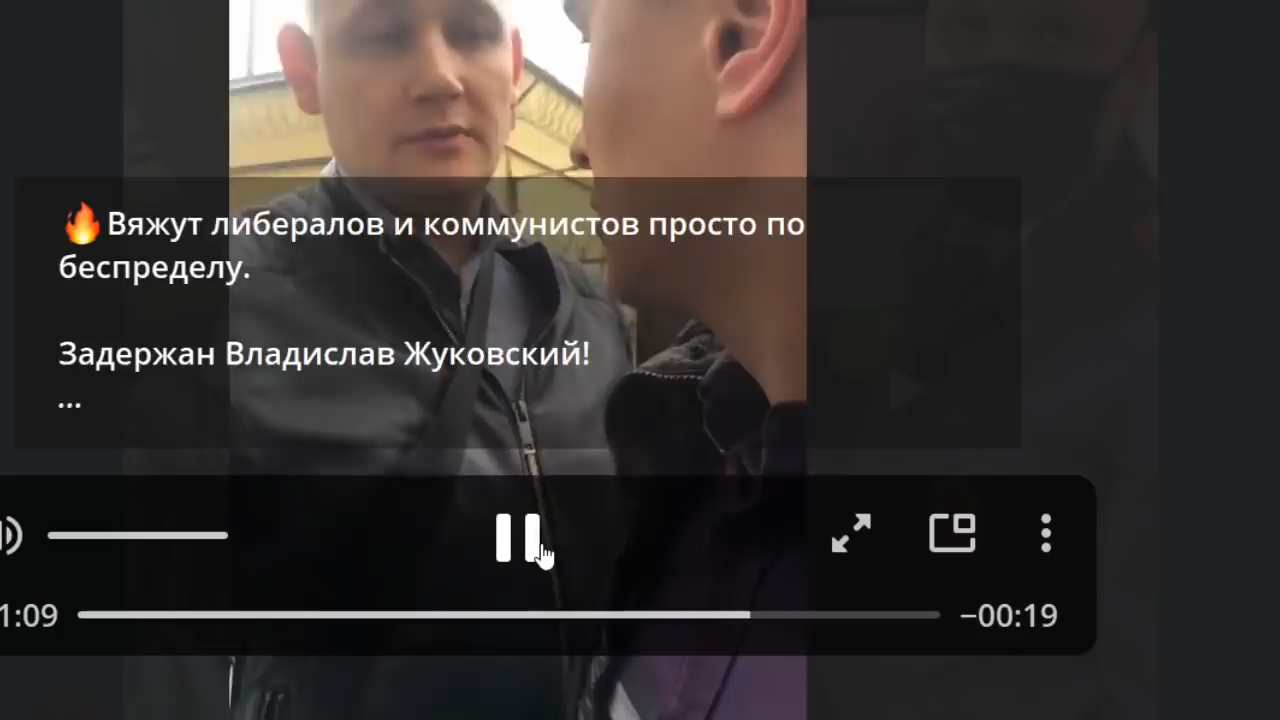 🔥Вяжут либералов и коммунистов просто по
беспределу.
Задержан Владислав Жуковский!
...
1:09
−00:19